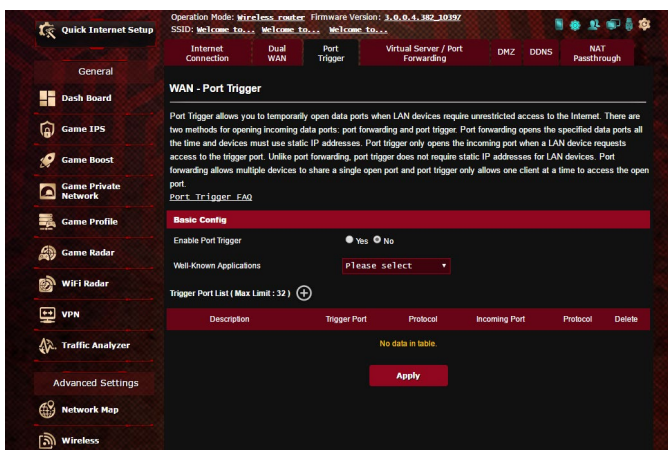 Quick Internet Setup
General
Dash Board
Game IPS
Game Boost
Game Private
Network
Game Profile
Game Radar
WiFi Radar
VPN
Traffic Analyzer
Advanced Settings
Network Map
Wireless
Operation Mode: Wireless router Firmware Version: 3.0.0.4.382_10397
SSID: Welcome to... Welcome to... Welcome to...
Internet
Connection
Dual
WAN
Port
Trigger
Virtual Server / Port
Forwarding
DMZ
DDNS
NAT
Passthrough
WAN - Port Trigger
Port Trigger allows you to temporarily open data ports when LAN devices require unrestricted access to the Internet. There are
two methods for opening incoming data ports: port forwarding and port trigger. Port forwarding opens the specified data ports all
the time and devices must use static IP addresses. Port trigger only opens the incoming port when a LAN device requests
access to the trigger port. Unlike port forwarding, port trigger does not require static IP addresses for LAN devices. Port
forwarding allows multiple devices to share a single open port and port trigger only allows one client at a time to access the open
port.
Port Trigger FAQ
Basic Config
Enable Port Trigger Yes No
Well-Known Applications Please select
Trigger Port List ( Max Limit : 32 )
Description Trigger Port Protocol Incoming Port Protocol Delete
No data in table.
Apply